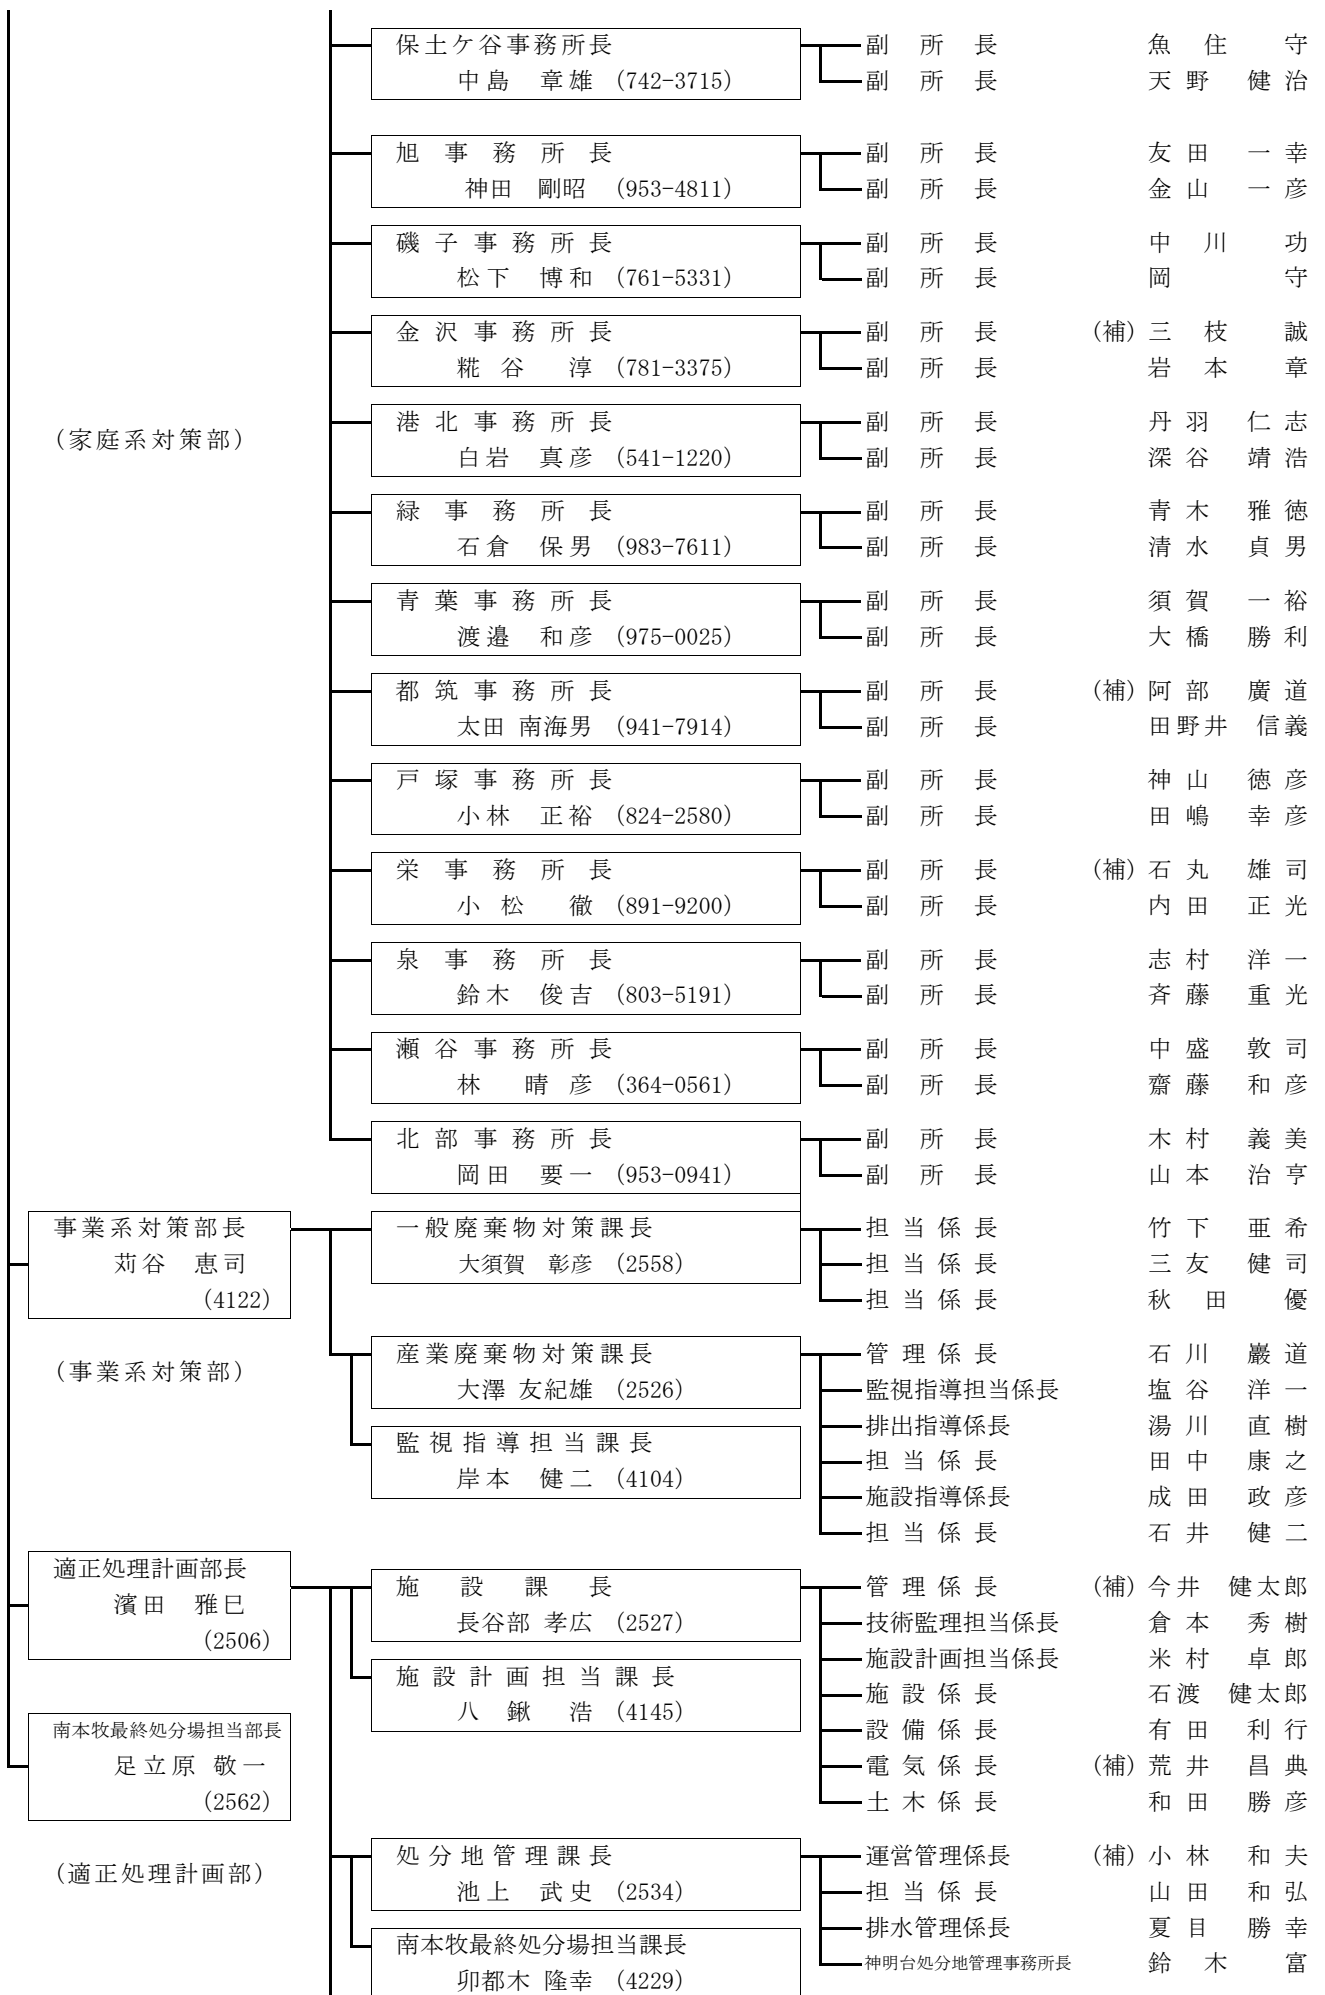 保土ケ谷事務所長 副所長 魚住 守
中島 章雄 (742-3715) 副所長 天野 健治
旭事務所長 副所長 友田 一幸
神田 剛昭 (953-4811) 副所長 金山 一彦
磯子事務所長 副所長 中川 功
松下 博和 (761-5331) 副所長 岡 守
金沢事務所長 副所長 (補) 三枝 誠
糀谷 淳 (781-3375) 副所長 岩本 章
(家庭系対策部)
港北事務所長 副所長 丹羽 仁志
白岩 真彦 (541-1220) 副所長 深谷 靖浩
緑事務所長 副所長 青木 雅徳
石倉 保男 (983-7611) 副所長 清水 貞男
青葉事務所長 副所長 須賀 一裕
渡邉 和彦 (975-0025) 副所長 大橋 勝利
都筑事務所長 副所長 (補) 阿部 廣道
太田 南海男 (941-7914) 副所長 田野井 信義
戸塚事務所長 副所長 神山 徳彦
小林 正裕 (824-2580) 副所長 田嶋 幸彦
栄事務所長 副所長 (補) 石丸 雄司
小松 徹 (891-9200) 副所長 内田 正光
泉事務所長 副所長 志村 洋一
鈴木 俊吉 (803-5191) 副所長 斉藤 重光
瀬谷事務所長 副所長 中盛 敦司
林 晴彦 (364-0561) 副所長 齋藤 和彦
北部事務所長 副所長 木村 義美
岡田 要一 (953-0941) 副所長 山本 治亨
事業系対策部長
苅谷 恵司
(4122)
一般廃棄物対策課長 担当係長 竹下 亜希
大須賀 彰彦 (2558) 担当係長 三友 健司
担当係長 秋田 優
(事業系対策部)
産業廃棄物対策課長 管理係長 石川 巖道
大澤 友紀雄 (2526) 監視指導担当係長 塩谷 洋一
排出指導係長 湯川 直樹
監視指導担当課長 担当係長 田中 康之
岸本 健二 (4104) 施設指導係長 成田 政彦
担当係長 石井 健二
適正処理計画部長
濱田 雅巳
(2506)
施設課長 管理係長 (補) 今井 健太郎
長谷部 孝広 (2527) 技術監理担当係長 倉本 秀樹
施設計画担当係長 米村 卓郎
施設計画担当課長 施設係長 石渡 健太郎
八鍬 浩 (4145) 設備係長 有田 利行
南本牧最終処分場担当部長
足立原 敬一
(2562)
電気係長 (補) 荒井 昌典
土木係長 和田 勝彦
(適正処理計画部)
処分地管理課長 運営管理係長 (補) 小林 和夫
池上 武史 (2534) 担当係長 山田 和弘
排水管理係長 夏目 勝幸
南本牧最終処分場担当課長 神明台処分地管理事務所長 鈴木 富
卯都木 隆幸 (4229)